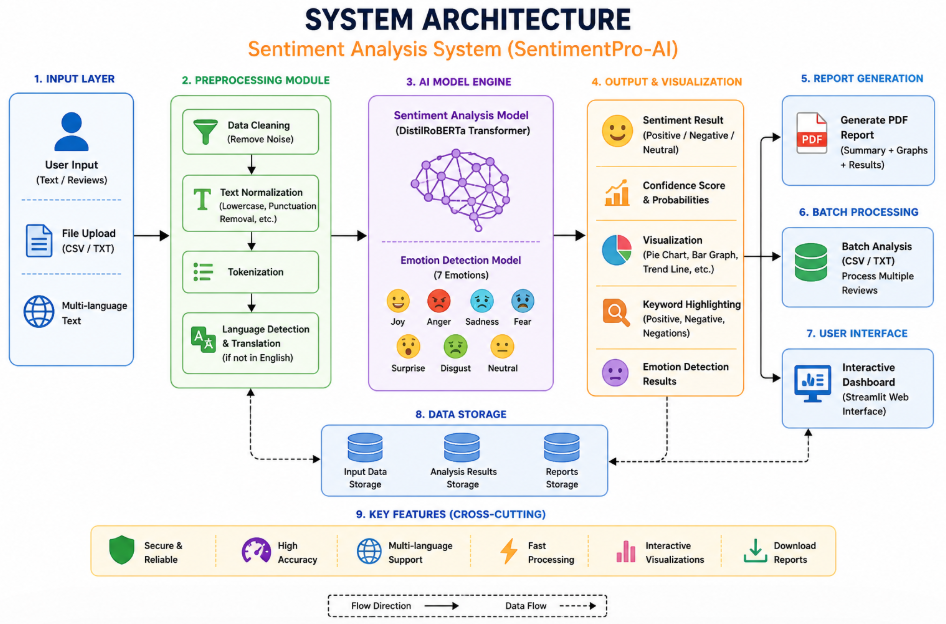 SYSTEM ARCHITECTURE
Sentiment Analysis System (SentimentPro-AI)
1. INPUT LAYER
User Input
(Text / Reviews)
File Upload
(CSV / TXT)
Multi-language
Text
2. PREPROCESSING MODULE
Data Cleaning
(Remove Noise)
T
Text Normalization
(Lowercase, Punctuation
Removal, etc.)
Tokenization
Language Detection
& Translation
(if not in English)
3. AI MODEL ENGINE
Sentiment Analysis Model
(DistilRoBERTa Transformer)
Emotion Detection Model
(7 Emotions)
Joy
Anger
Sadness
Fear
Surprise
Disgust
Neutral
4. OUTPUT & VISUALIZATION
Sentiment Result
(Positive / Negative /
Neutral)
Confidence Score
& Probabilities
Visualization
(Pie Chart, Bar Graph,
Trend Line, etc.)
Keyword Highlighting
(Positive, Negative,
Negations)
Emotion Detection
Results
5. REPORT GENERATION
PDF
Generate PDF
Report
(Summary + Graphs
+ Results)
6. BATCH PROCESSING
Batch Analysis
(CSV / TXT)
Process Multiple
Reviews
7. USER INTERFACE
Interactive
Dashboard
(Streamlit Web
Interface)
8. DATA STORAGE
Input Data
Storage
Analysis Results
Storage
Reports
Storage
9. KEY FEATURES (CROSS-CUTTING)
Secure &
Reliable
High
Accuracy
Multi-language
Support
Fast
Processing
Interactive
Visualizations
Download
Reports
Flow Direction
Data Flow